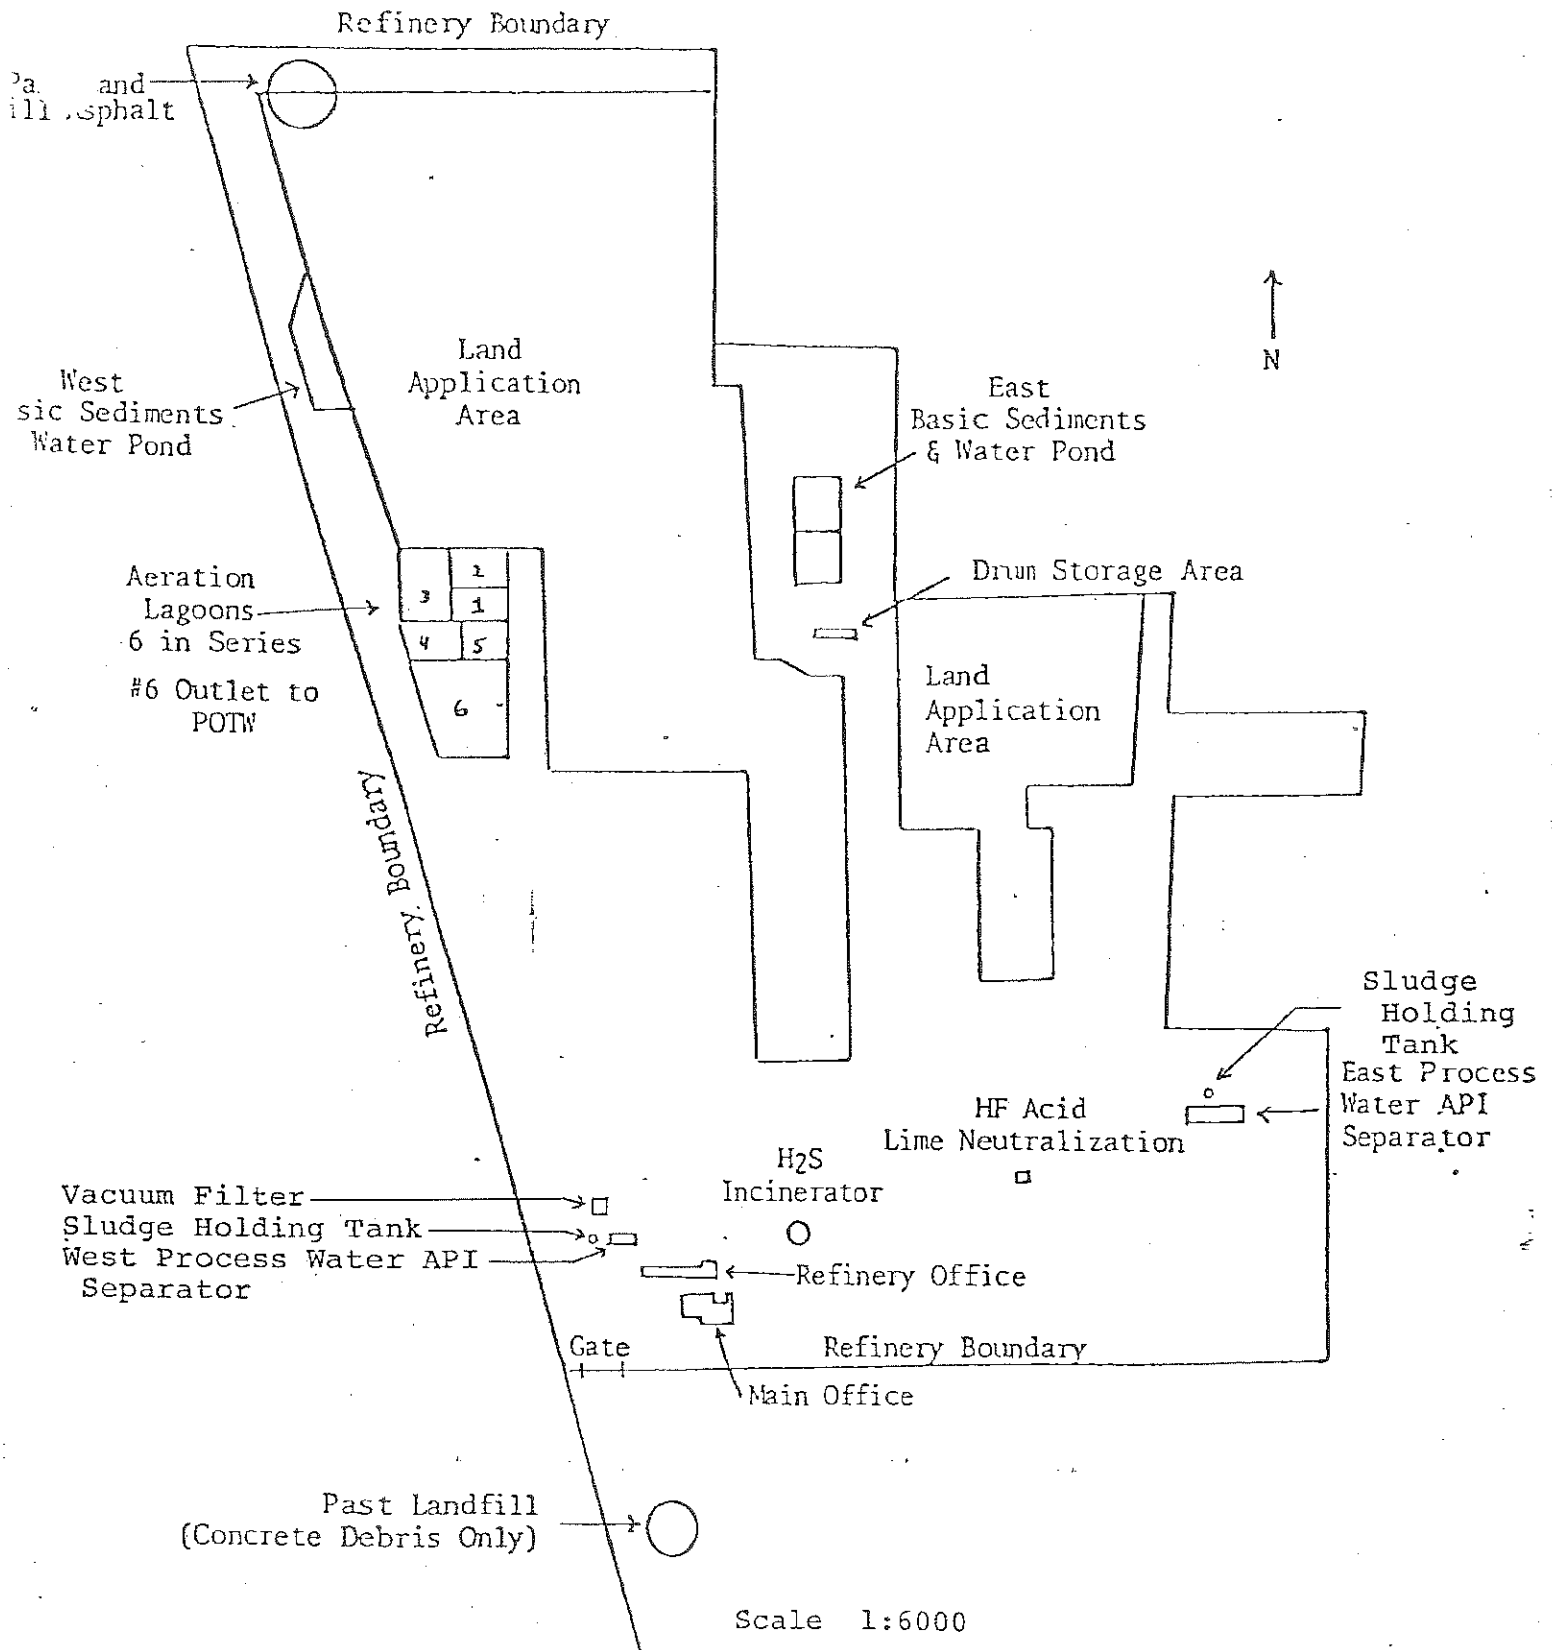 Refinery Boundary
and
.sphalt
West
sic Sediments
Water Pond
Land
Application
Area
N
East
Basic Sediments
& Water Pond
Drum Storage Area
Aeration
Lagoons
6 in Series
#6 Outlet to
POTW
2
3
1
4
5
6
Land
Application
Area
Refinery Boundary
Sludge
Holding
Tank
East Process
Water API
Separator
HF Acid
Lime Neutralization
H2S
Incinerator
Vacuum Filter
Sludge Holding Tank
West Process Water API
Separator
Refinery Office
Gate
Refinery Boundary
Main Office
Past Landfill
(Concrete Debris Only)
Scale 1:6000